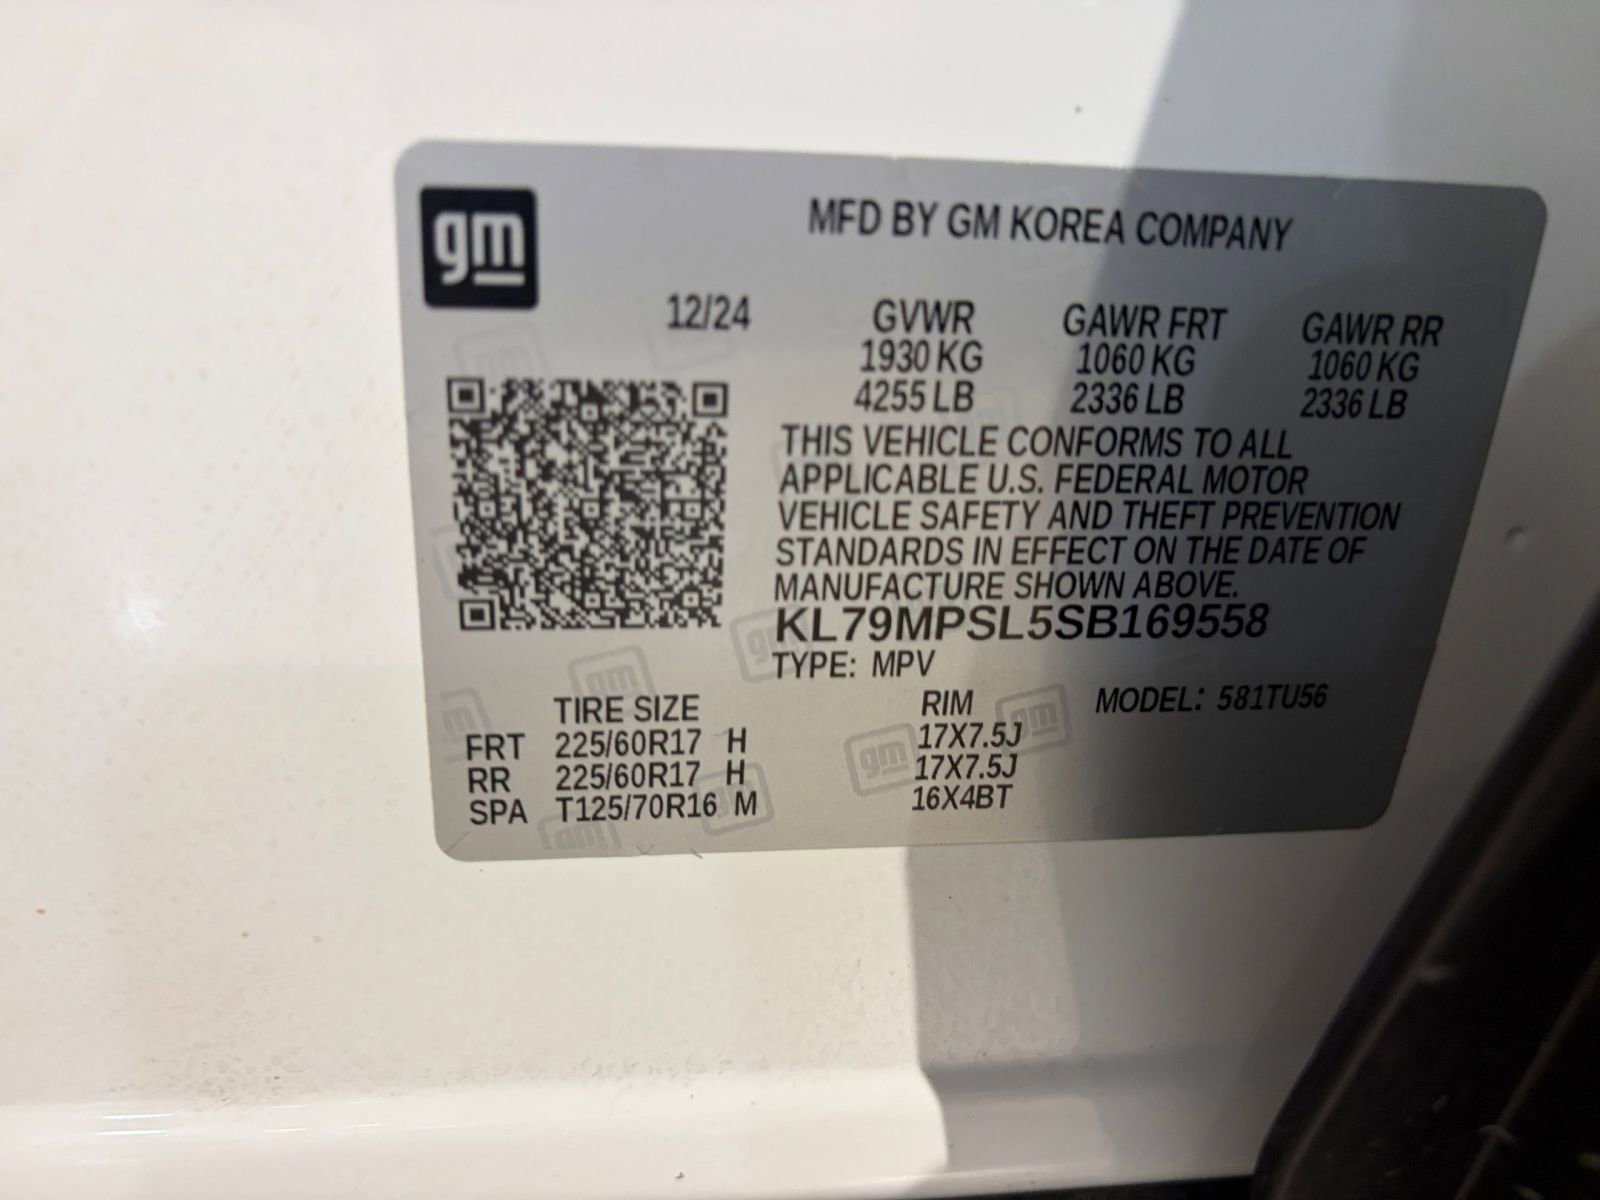 gm
MFD BY GM KOREA COMPANY
12/24 GVWR GAWR FRT GAWR RR
1930 KG 1060 KG 1060 KG
4255 LB 2336 LB 2336 LB
THIS VEHICLE CONFORMS TO ALL
APPLICABLE U.S. FEDERAL MOTOR
VEHICLE SAFETY AND THEFT PREVENTION
STANDARDS IN EFFECT ON THE DATE OF
MANUFACTURE SHOWN ABOVE.
KL79MPSL5SB169558
TYPE: MPV
TIRE SIZE RIM MODEL: 581TU56
FRT 225/60R17 H 17X7.5J
RR 225/60R17 H 17X7.5J
SPA T125/70R16 M 16X4BT